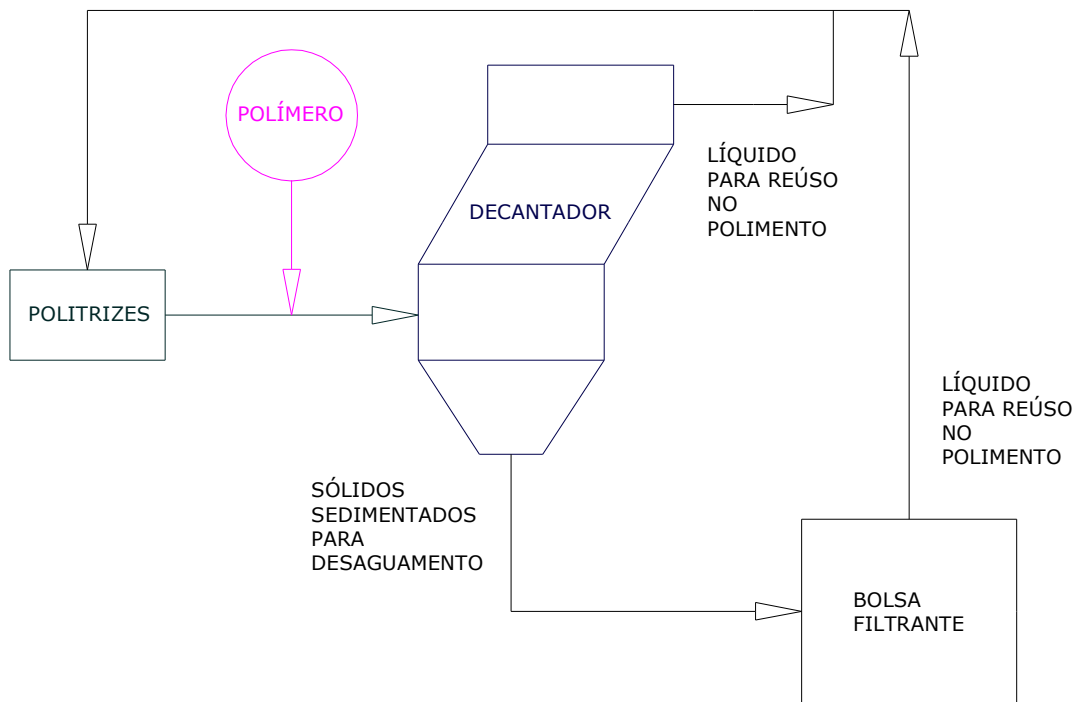 POLÍMERO
LÍQUIDO
PARA REÚSO
NO
POLIMENTO
DECANTADOR
POLITRIZES
LÍQUIDO
PARA REÚSO
NO
POLIMENTO
SÓLIDOS
SEDIMENTADOS
PARA
DESAGUAMENTO
BOLSA
FILTRANTE